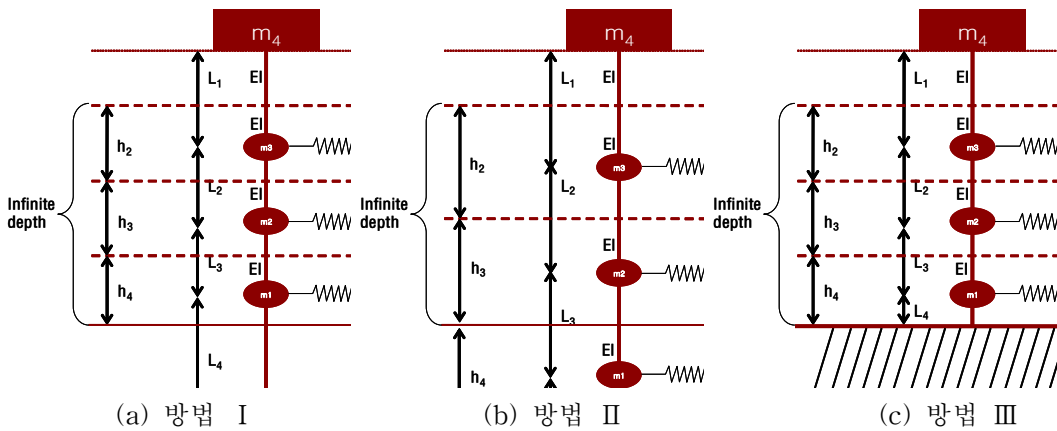 m₄
L₁
EI
EI
m3
h₂
L₂
EI
Infinite
depth
m2
h₃
L₃
EI
h₄
m1
L₄
(a) 방법 Ⅰ
m₄
L₁
EI
EI
m3
h₂
L₂
Infinite
depth
EI
m2
h₃
L₃
EI
h₄
m1
(b) 방법 Ⅱ
m₄
L₁
EI
EI
m3
h₂
L₂
EI
Infinite
depth
m2
h₃
L₃
EI
h₄
m1
L₄
(c) 방법 Ⅲ